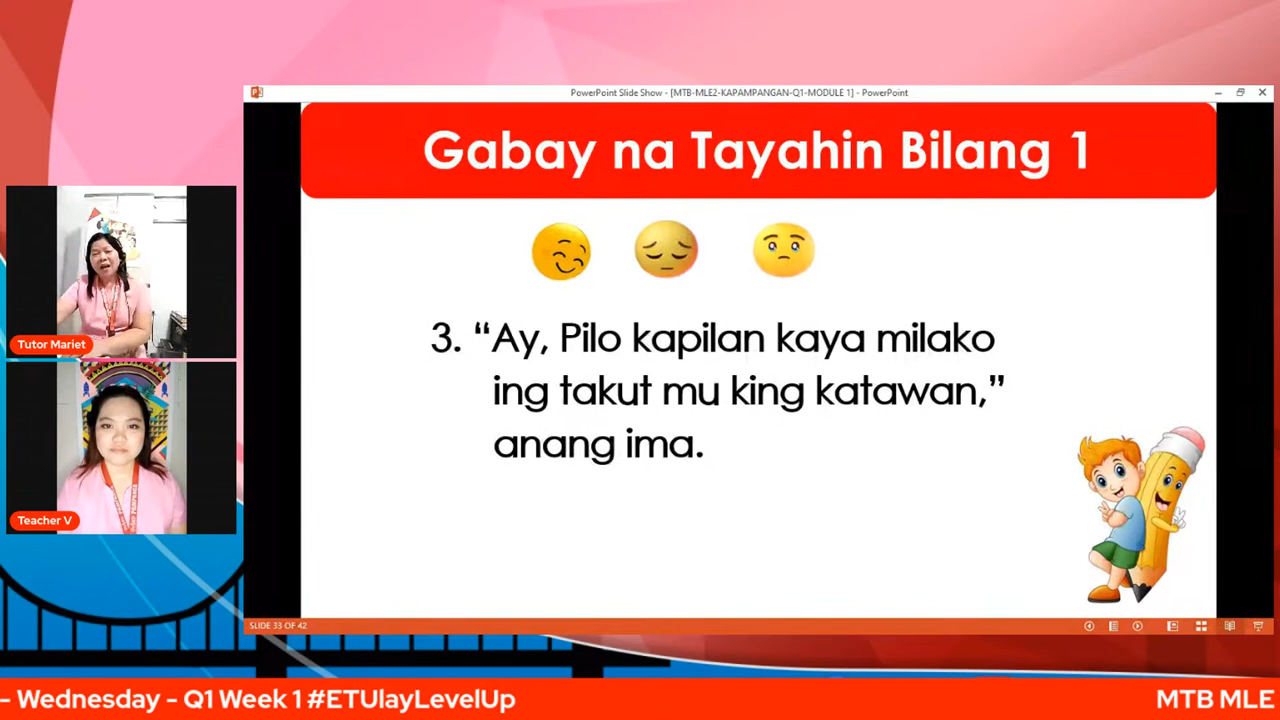 PowerPoint Slide Show - [MTB-MLE2-KAPAMPANGAN-Q1-MODULE 1] - PowerPoint
Gabay na Tayahin Bilang 1
3. “Ay, Pilo kapilan kaya milako
ing takut mu king katawan,”
anang ima.
Tutor Mariet
Teacher V
SLIDE 33 OF 42
- Wednesday - Q1 Week 1 #ETUlayLevelUp
MTB MLE